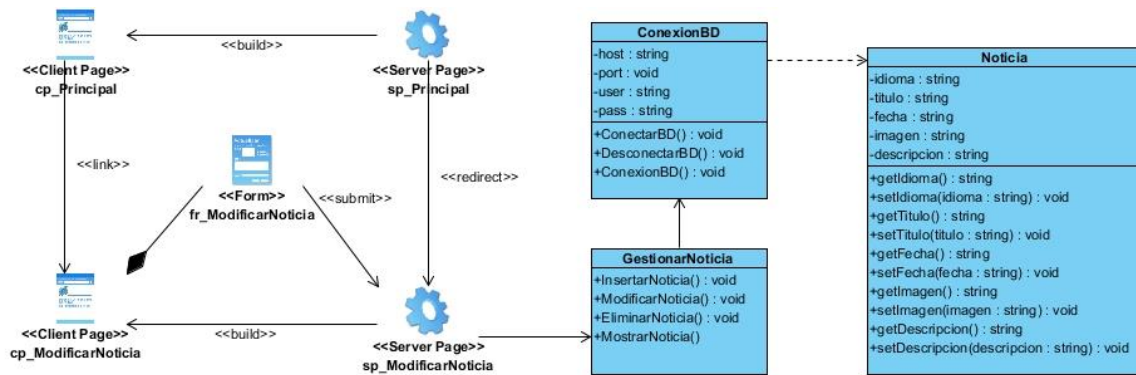 <<build>>
<<Client Page>>
cp_Principal
<<Server Page>>
sp_Principal
<<link>>
<<Form>>
fr_ModificarNoticia
<<submit>>
<<redirect>>
<<Client Page>>
cp_ModificarNoticia
<<build>>
<<Server Page>>
sp_ModificarNoticia
ConexionBD
-host : string
-port : void
-user : string
-pass : string
+ConectarBD() : void
+DesconectarBD() : void
+ConexionBD() : void
GestionarNoticia
+InsertarNoticia() : void
+ModificarNoticia() : void
+EliminarNoticia() : void
+MostrarNoticia()
Noticia
-idioma : string
-titulo : string
-fecha : string
-imagen : string
-descripcion : string
+getIdioma() : string
+setIdioma(idioma : string) : void
+getTitulo() : string
+setTitulo(titulo : string) : void
+getFecha() : string
+setFecha(fecha : string) : void
+getImagen() : string
+setImagen(imagen : string) : void
+getDescripcion() : string
+setDescripcion(descripcion : string) : void